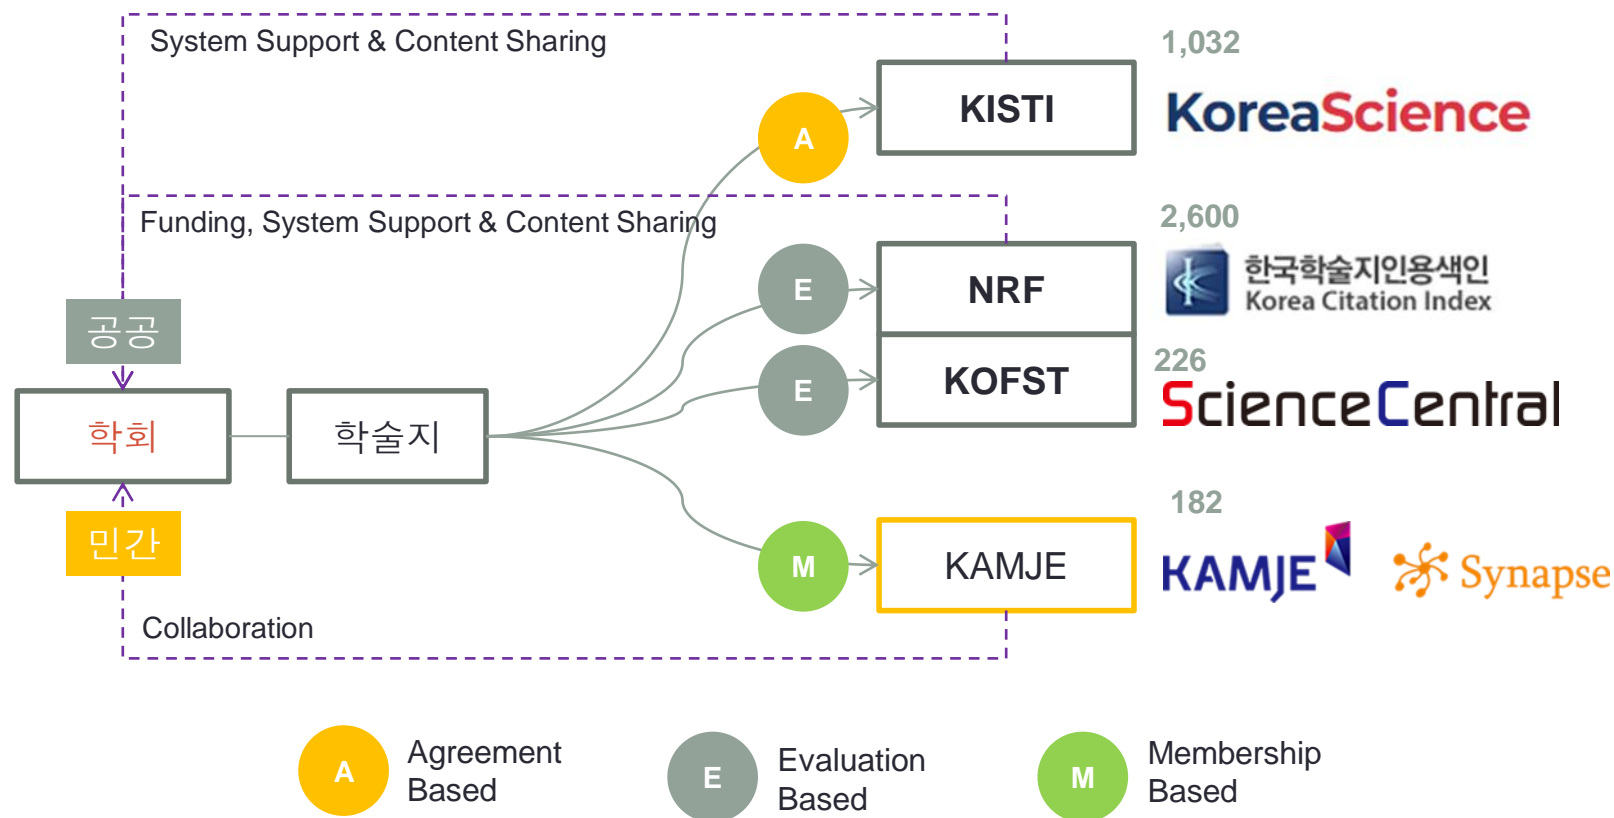 System Support & Content Sharing
1,032
KISTI
KoreaScience
A
Funding, System Support & Content Sharing
2,600
E
NRF
한국학술지인용색인
Korea Citation Index
공공
E
KOFST
226
ScienceCentral
학회
학술지
182
민간
M
KAMJE
KAMJE
Synapse
Collaboration
A
Agreement
Based
E
Evaluation
Based
M
Membership
Based